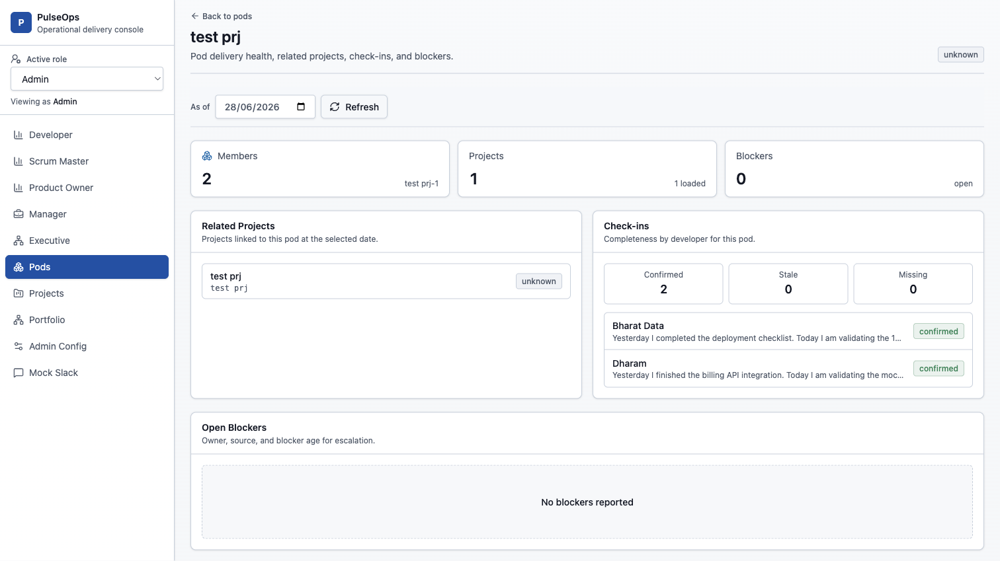 P
PulseOps
Operational delivery console
Active role
Admin
Viewing as Admin
Developer
Scrum Master
Product Owner
Manager
Executive
Pods
Projects
Portfolio
Admin Config
Mock Slack
Back to pods
test prj
Pod delivery health, related projects, check-ins, and blockers.
unknown
As of
28/06/2026
Refresh
Members
2
test prj-1
Projects
1
1 loaded
Blockers
0
open
Related Projects
Projects linked to this pod at the selected date.
test prj
test prj
unknown
Check-ins
Completeness by developer for this pod.
Confirmed
2
Stale
0
Missing
0
Bharat Data
Yesterday I completed the deployment checklist. Today I am validating the 1...
confirmed
Dharam
Yesterday I finished the billing API integration. Today I am validating the moc...
confirmed
Open Blockers
Owner, source, and blocker age for escalation.
No blockers reported